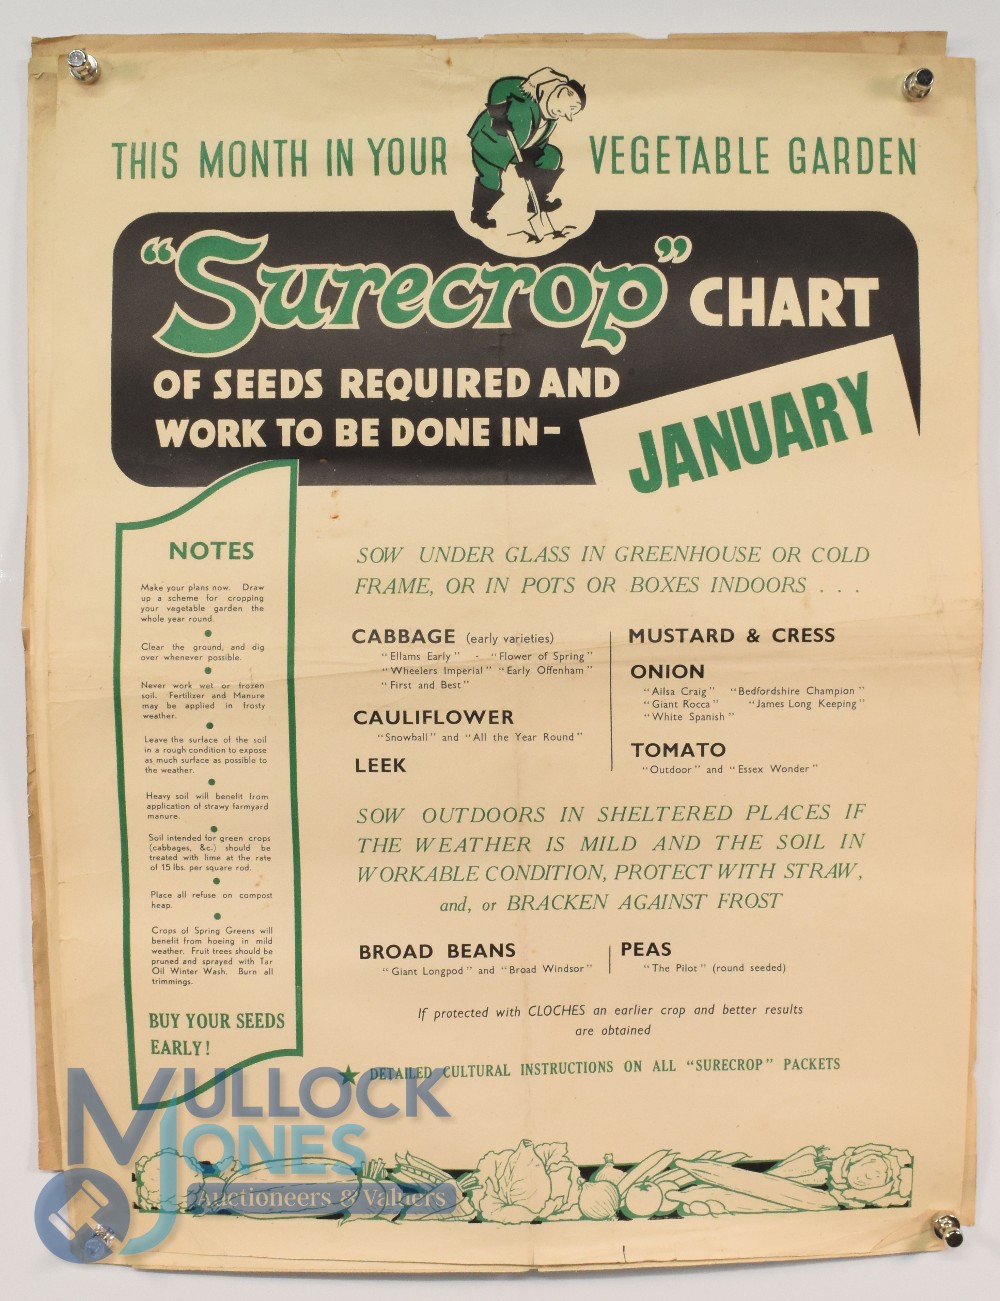 THIS MONTH IN YOUR VEGETABLE GARDEN
"Surecrop" CHART
OF SEEDS REQUIRED AND
WORK TO BE DONE IN-
JANUARY
NOTES
Make your plans now. Draw
up a scheme for cropping
your vegetable garden the
whole year round.
Clear the ground, and dig
over whenever possible.
Never work wet or frozen
soil. Fertilizer and Manure
may be applied in frosty
weather.
Leave the surface of the soil
in a rough condition to expose
as much surface as possible to
the weather.
Heavy soil will benefit from
application of strawy farmyard
manure.
Soil intended for green crops
(cabbages, &c.) should be
treated with lime at the rate
of 15 lbs. per square rod.
Place all refuse on compost
heap.
Crops of Spring Greens will
benefit from hoeing in mild
weather. Fruit trees should be
pruned and sprayed with Tar
Oil Winter Wash. Burn all
trimmings.
BUY YOUR SEEDS
EARLY!
SOW UNDER GLASS IN GREENHOUSE OR COLD
FRAME, OR IN POTS OR BOXES INDOORS . . .
CABBAGE (early varieties)
"Ellams Early" - "Flower of Spring"
"Wheelers Imperial" "Early Offenham"
"First and Best"
CAULIFLOWER
"Snowball" and "All the Year Round"
LEEK
MUSTARD & CRESS
ONION
"Ailsa Craig" "Bedfordshire Champion"
"Giant Rocca" "James Long Keeping"
"White Spanish"
TOMATO
"Outdoor" and "Essex Wonder"
SOW OUTDOORS IN SHELTERED PLACES IF
THE WEATHER IS MILD AND THE SOIL IN
WORKABLE CONDITION, PROTECT WITH STRAW,
and, or BRACKEN AGAINST FROST
BROAD BEANS
"Giant Longpod" and "Broad Windsor"
PEAS
"The Pilot" (round seeded)
If protected with CLOCHES an earlier crop and better results
are obtained
★ DETAILED CULTURAL INSTRUCTIONS ON ALL "SURECROP" PACKETS
MULLOCK
JONES
Auctioneers & Valuers